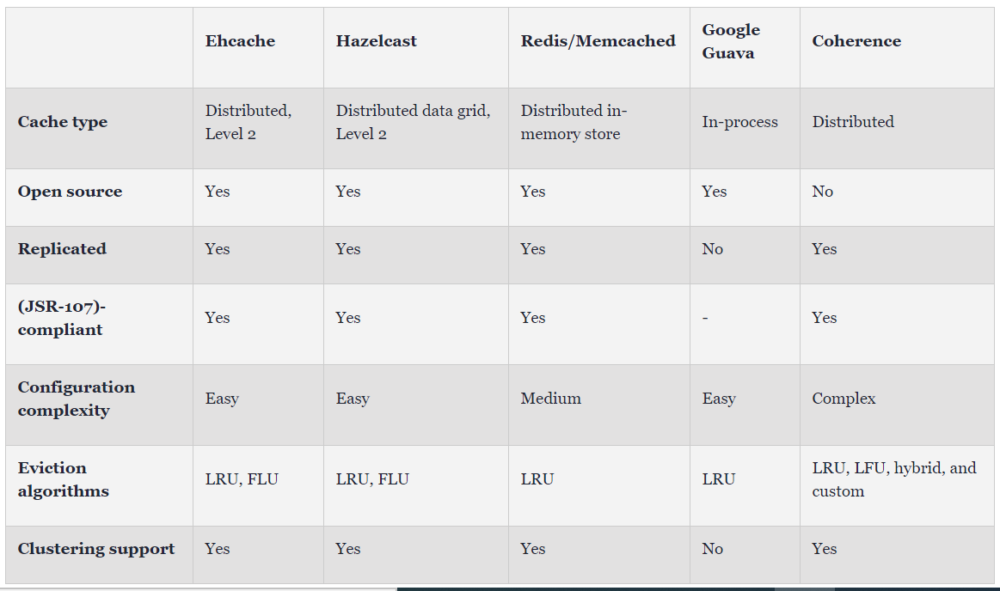 Ehcache
Hazelcast
Redis/Memcached
Google
Guava
Coherence
Cache type
Distributed,
Level 2
Distributed data grid,
Level 2
Distributed in-
memory store
In-process
Distributed
Open source
Yes
Yes
Yes
Yes
No
Replicated
Yes
Yes
Yes
No
Yes
(JSR-107)-
compliant
Yes
Yes
Yes
-
Yes
Configuration
complexity
Easy
Easy
Medium
Easy
Complex
Eviction
algorithms
LRU, FLU
LRU, FLU
LRU
LRU
LRU, LFU, hybrid, and
custom
Clustering support
Yes
Yes
Yes
No
Yes